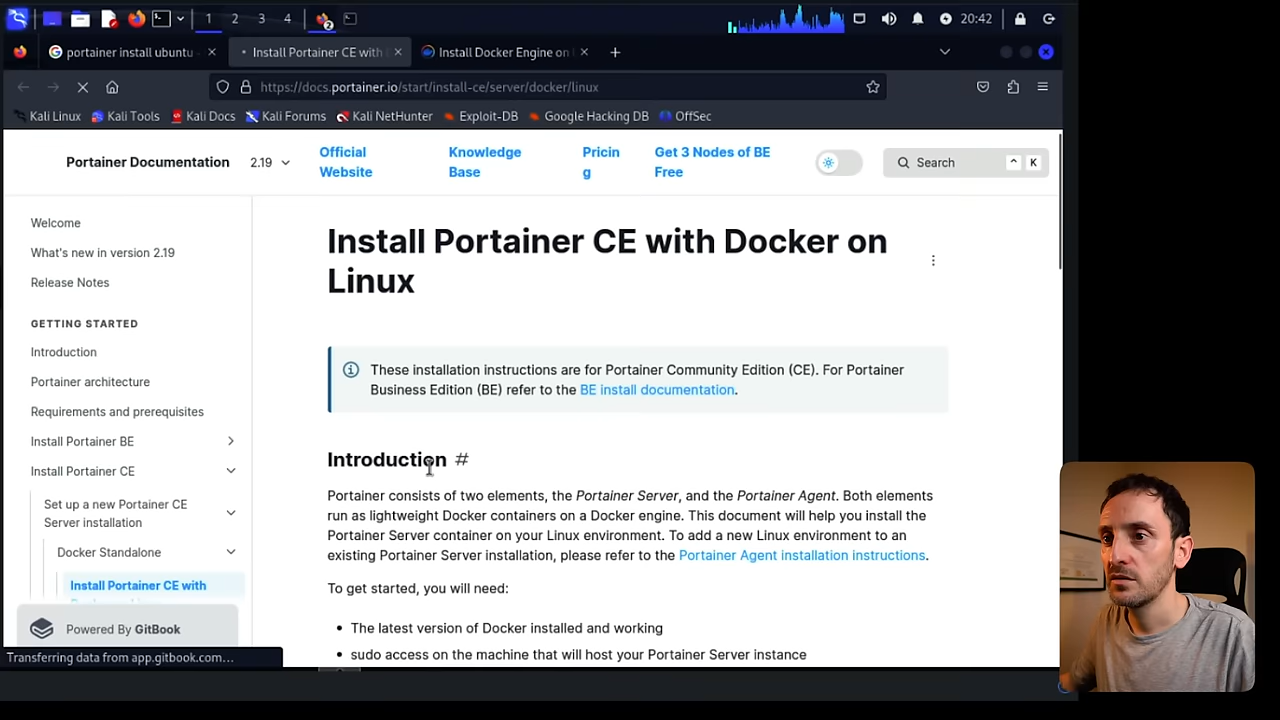 1
2
3
4
2
20:42
portainer install ubuntu
Install Portainer CE with
Install Docker Engine on
https://docs.portainer.io/start/install-ce/server/docker/linux
Kali Linux
Kali Tools
Kali Docs
Kali Forums
Kali NetHunter
Exploit-DB
Google Hacking DB
OffSec
Portainer Documentation
2.19
Official
Website
Knowledge
Base
Pricin
g
Get 3 Nodes of BE
Free
Search
^
K
Welcome
What's new in version 2.19
Release Notes
GETTING STARTED
Introduction
Portainer architecture
Requirements and prerequisites
Install Portainer BE
Install Portainer CE
Set up a new Portainer CE
Server installation
Docker Standalone
Install Portainer CE with
Powered By GitBook
Transferring data from app.gitbook.com…
Install Portainer CE with Docker on
Linux
These installation instructions are for Portainer Community Edition (CE). For Portainer
Business Edition (BE) refer to the BE install documentation.
Introduction #
Portainer consists of two elements, the Portainer Server, and the Portainer Agent. Both elements
run as lightweight Docker containers on a Docker engine. This document will help you install the
Portainer Server container on your Linux environment. To add a new Linux environment to an
existing Portainer Server installation, please refer to the Portainer Agent installation instructions.
To get started, you will need:
• The latest version of Docker installed and working
• sudo access on the machine that will host your Portainer Server instance